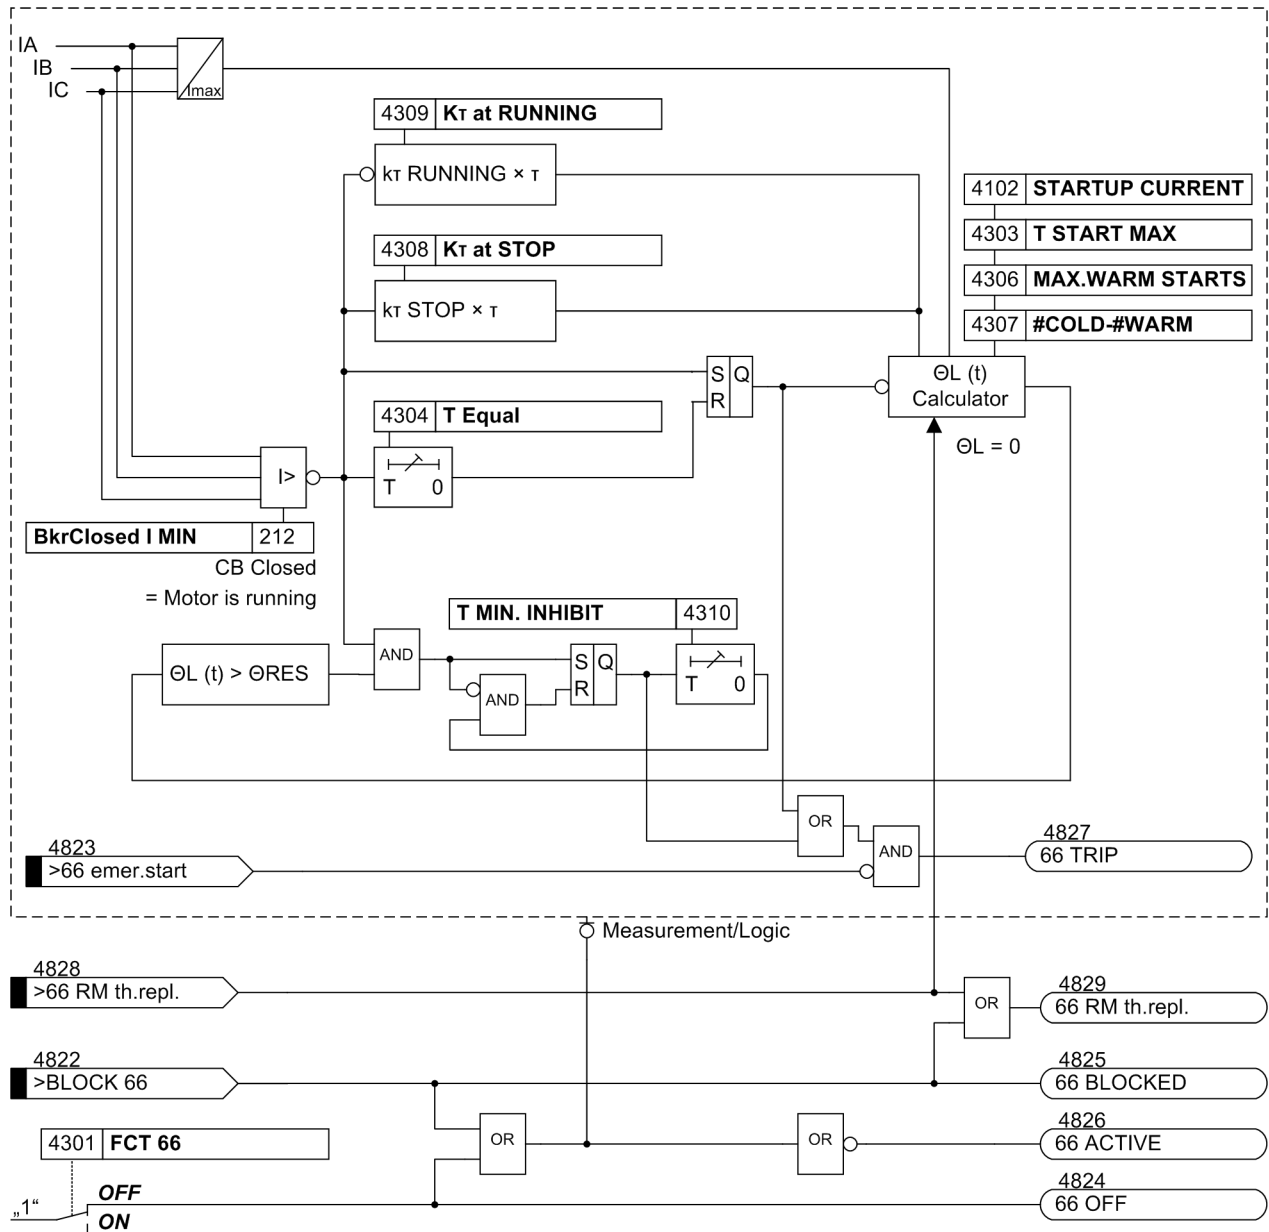 IA
IB
IC
Imax
4309 Kτ at RUNNING
kτ RUNNING × τ
4308 Kτ at STOP
kτ STOP × τ
4102 STARTUP CURRENT
4303 T START MAX
4306 MAX.WARM STARTS
4307 #COLD-#WARM
S Q
R
ΘL (t)
Calculator
ΘL = 0
4304 T Equal
T 0
I>
BkrClosed I MIN 212
CB Closed
= Motor is running
T MIN. INHIBIT 4310
ΘL (t) > ΘRES
AND
AND
S Q
R
T 0
OR
AND
4823
>66 emer.start
4827
66 TRIP
Measurement/Logic
4828
>66 RM th.repl.
OR
4829
66 RM th.repl.
4822
>BLOCK 66
4825
66 BLOCKED
4301 FCT 66
OR
OR
4826
66 ACTIVE
„1“
OFF
ON
4824
66 OFF